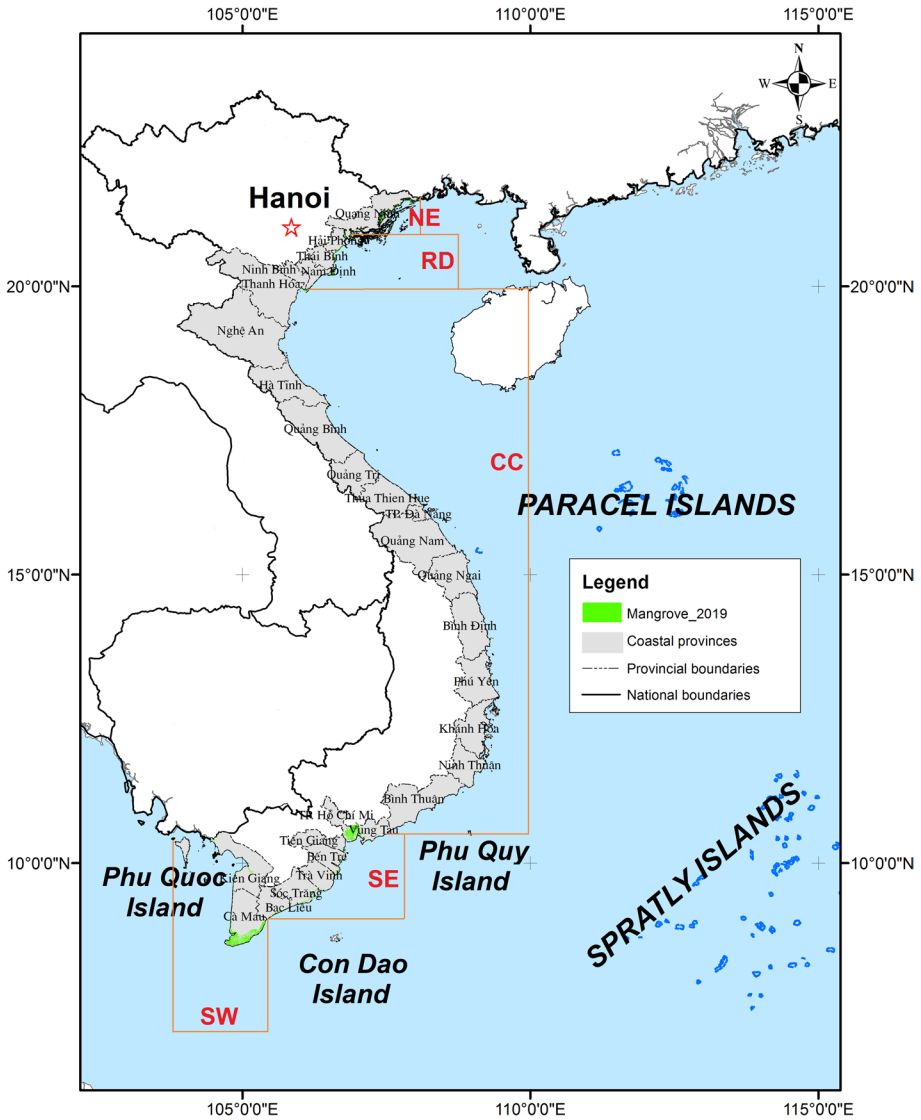 105°0'0"E
110°0'0"E
115°0'0"E
N
W
E
S
Hanoi
Quang Ninh
NE
Hải Phòng
RD
Thái Bình
Ninh Bình
Nam Định
Thanh Hóa
20°0'0"N
20°0'0"N
Nghệ An
Hà Tĩnh
Quảng Bình
CC
Quảng Trị
Thua Thien Hue
PARACEL ISLANDS
TP. Đà Nẵng
Quảng Nam
15°0'0"N
15°0'0"N
Quảng Ngai
Legend
Mangrove_2019
Coastal provinces
Provincial boundaries
National boundaries
Bình Định
Phú Yên
Khánh Hòa
Ninh Thuận
Bình Thuận
TP. Hồ Chí Mi
Vũng Tàu
Tiền Giang
Bến Tre
Phu Quy
Island
10°0'0"N
10°0'0"N
SPRATLY ISLANDS
Phu Quoc
Island
Kiên Giang
Trà Vinh
SE
Sóc Trăng
Bạc Liêu
Cà Mau
Con Dao
Island
SW
105°0'0"E
110°0'0"E
115°0'0"E